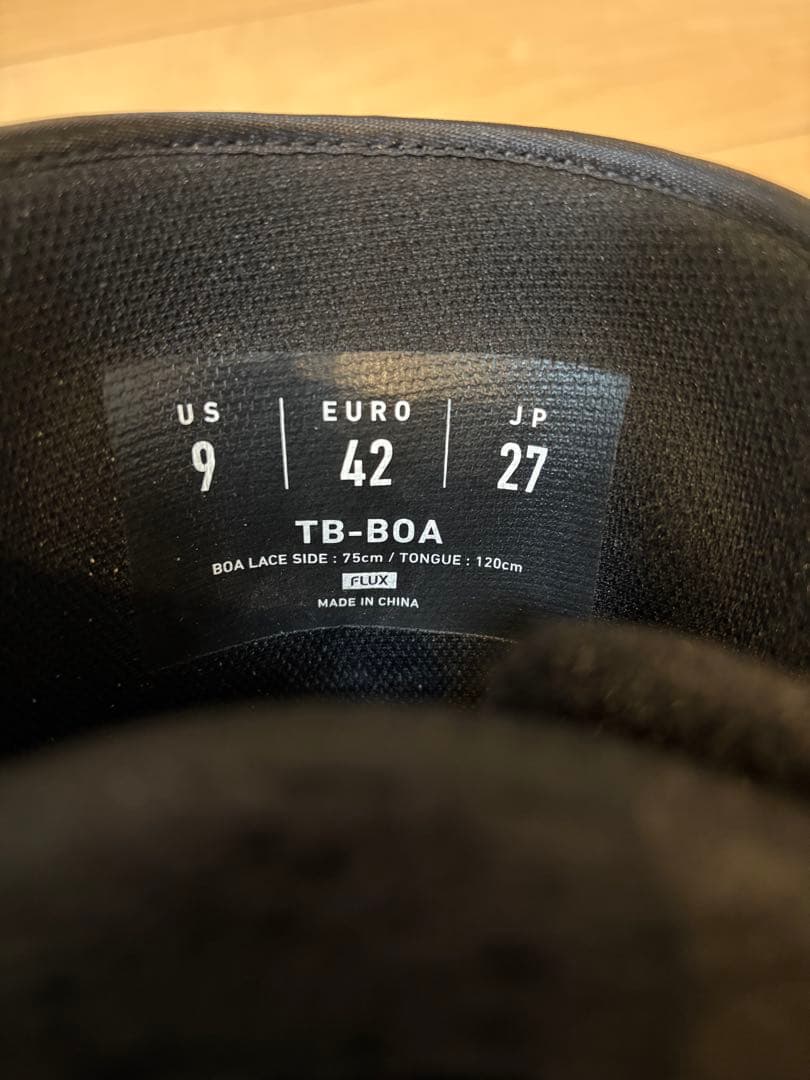 US | EURO | JP
9 | 42 | 27
TB-BOA
BOA LACE SIDE : 75cm / TONGUE : 120cm
FLUX
MADE IN CHINA